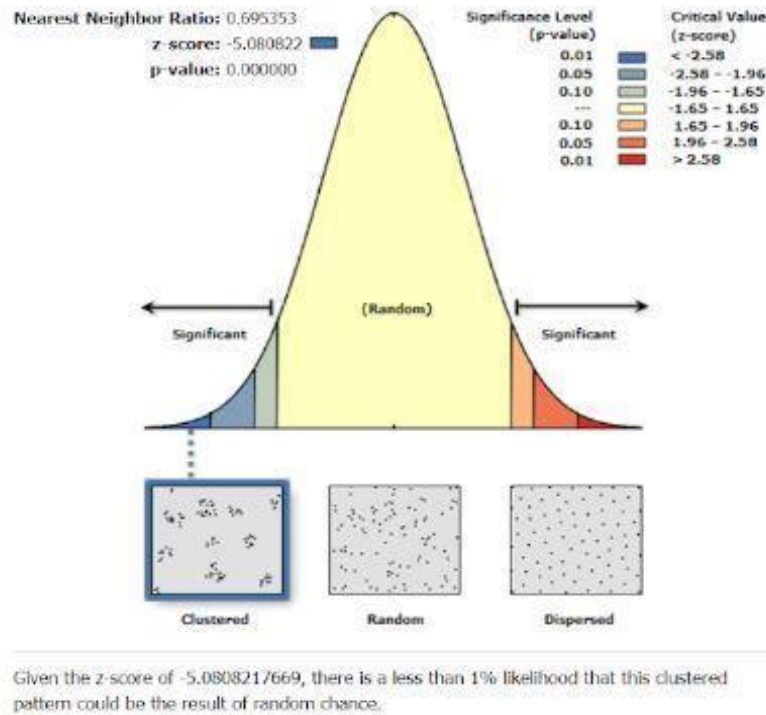 Nearest Neighbor Ratio: 0.695353
z-score: -5.080822
p-value: 0.000000
Significance Level
(p-value)
Critical Value
(z-score)
0.01 < -2.58
0.05 -2.58 - -1.96
0.10 -1.96 - -1.65
--- -1.65 - 1.65
0.10 1.65 - 1.96
0.05 1.96 - 2.58
0.01 > 2.58
(Random)
Significant
Significant
Clustered
Random
Dispersed
Given the z-score of -5.0808217669, there is a less than 1% likelihood that this clustered
pattern could be the result of random chance.